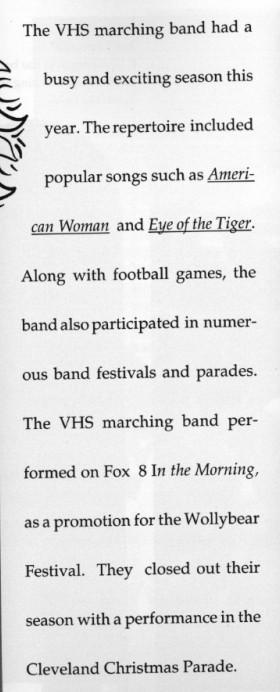 The VHS marching band had a
busy and exciting season this
year. The repertoire included
popular songs such as Ameri-
can Woman and Eye of the Tiger.
Along with football games, the
band also participated in numer-
ous band festivals and parades.
The VHS marching band per-
formed on Fox 8 In the Morning,
as a promotion for the Wollybear
Festival. They closed out their
season with a performance in the
Cleveland Christmas Parade.